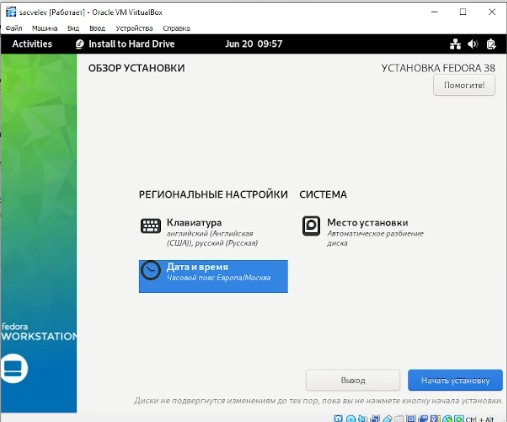 sacvelev [Работает] - Oracle VM VirtualBox
Файл Машина Вид Ввод Устройства Справка
Activities Install to Hard Drive Jun 20 09:57
ОБЗОР УСТАНОВКИ УСТАНОВКА FEDORA 38
Помогите!
РЕГИОНАЛЬНЫЕ НАСТРОЙКИ СИСТЕМА
Клавиатура Место установки
английский (Английская Автоматическое разбиение
(США)), русский (Русская) диска
Дата и время
Часовой пояс Европа/Москва
fedora
WORKSTATION
Выход Начать установку
Диски не подвергнутся изменениям до тех пор, пока вы не нажмете кнопку начала установки.
Ctrl + Alt